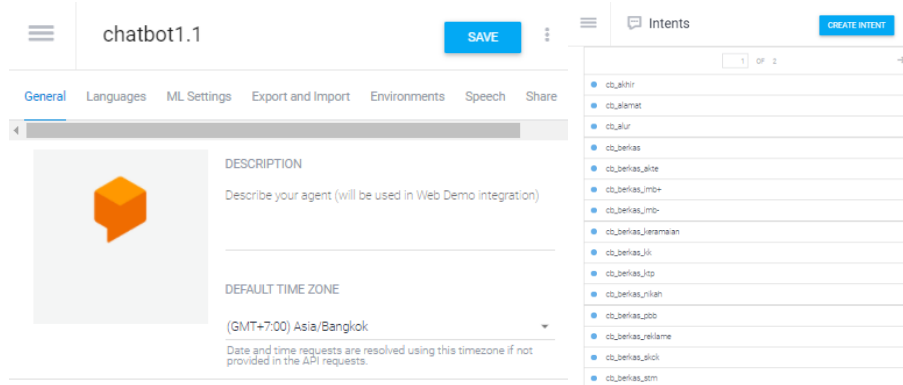 chatbot1.1
SAVE
General Languages ML Settings Export and Import Environments Speech Share
DESCRIPTION
Describe your agent (will be used in Web Demo integration)
DEFAULT TIME ZONE
(GMT+7:00) Asia/Bangkok
Date and time requests are resolved using this timezone if not
provided in the API requests.
Intents
CREATE INTENT
1 OF 2
cb_akhir
cb_alamat
cb_alur
cb_berkas
cb_berkas_akte
cb_berkas_imb+
cb_berkas_imb-
cb_berkas_keramaian
cb_berkas_kk
cb_berkas_ktp
cb_berkas_nikah
cb_berkas_pbb
cb_berkas_reklame
cb_berkas_skck
cb_berkas_stm